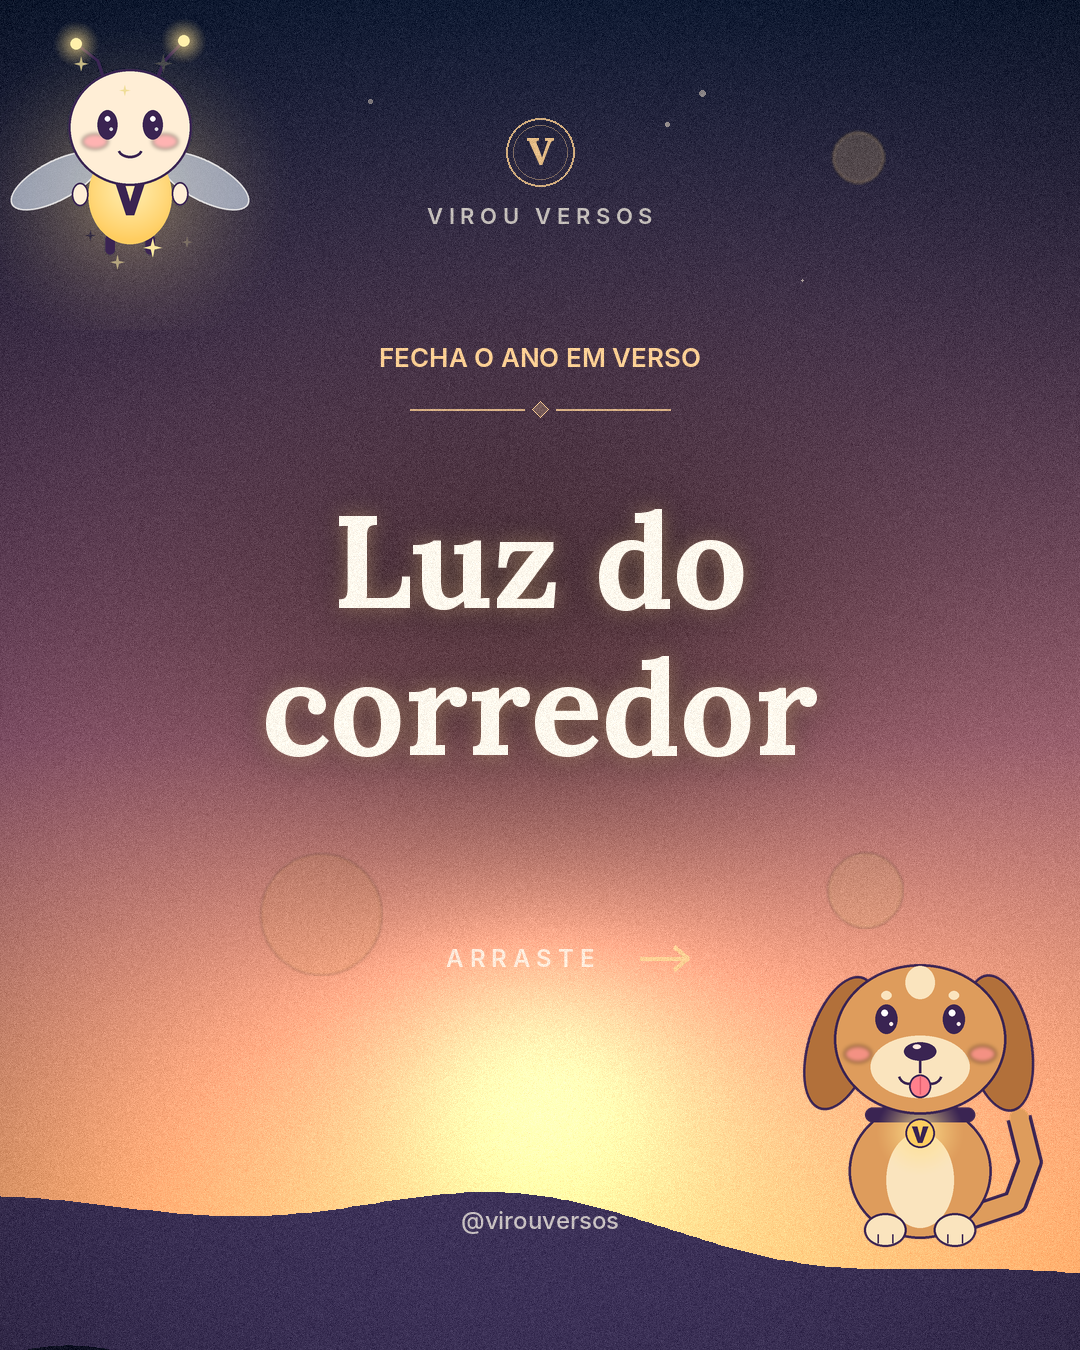 V
VIROU VERSOS
V
FECHA O ANO EM VERSO
Luz do
corredor
ARRASTE
V
@virouversos